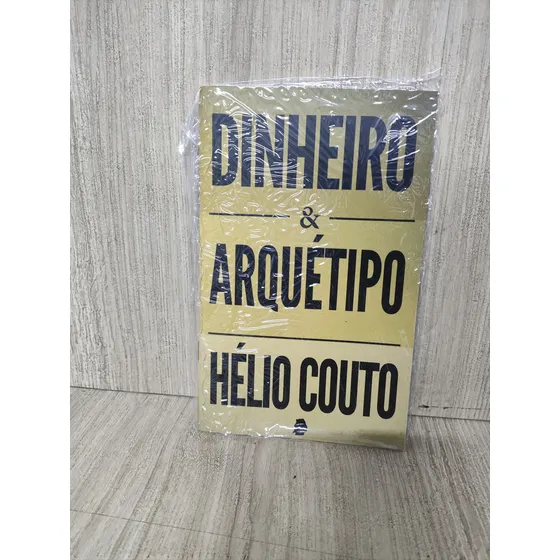 DINHEIRO
&
ARQUÉTIPO
HÉLIO COUTO